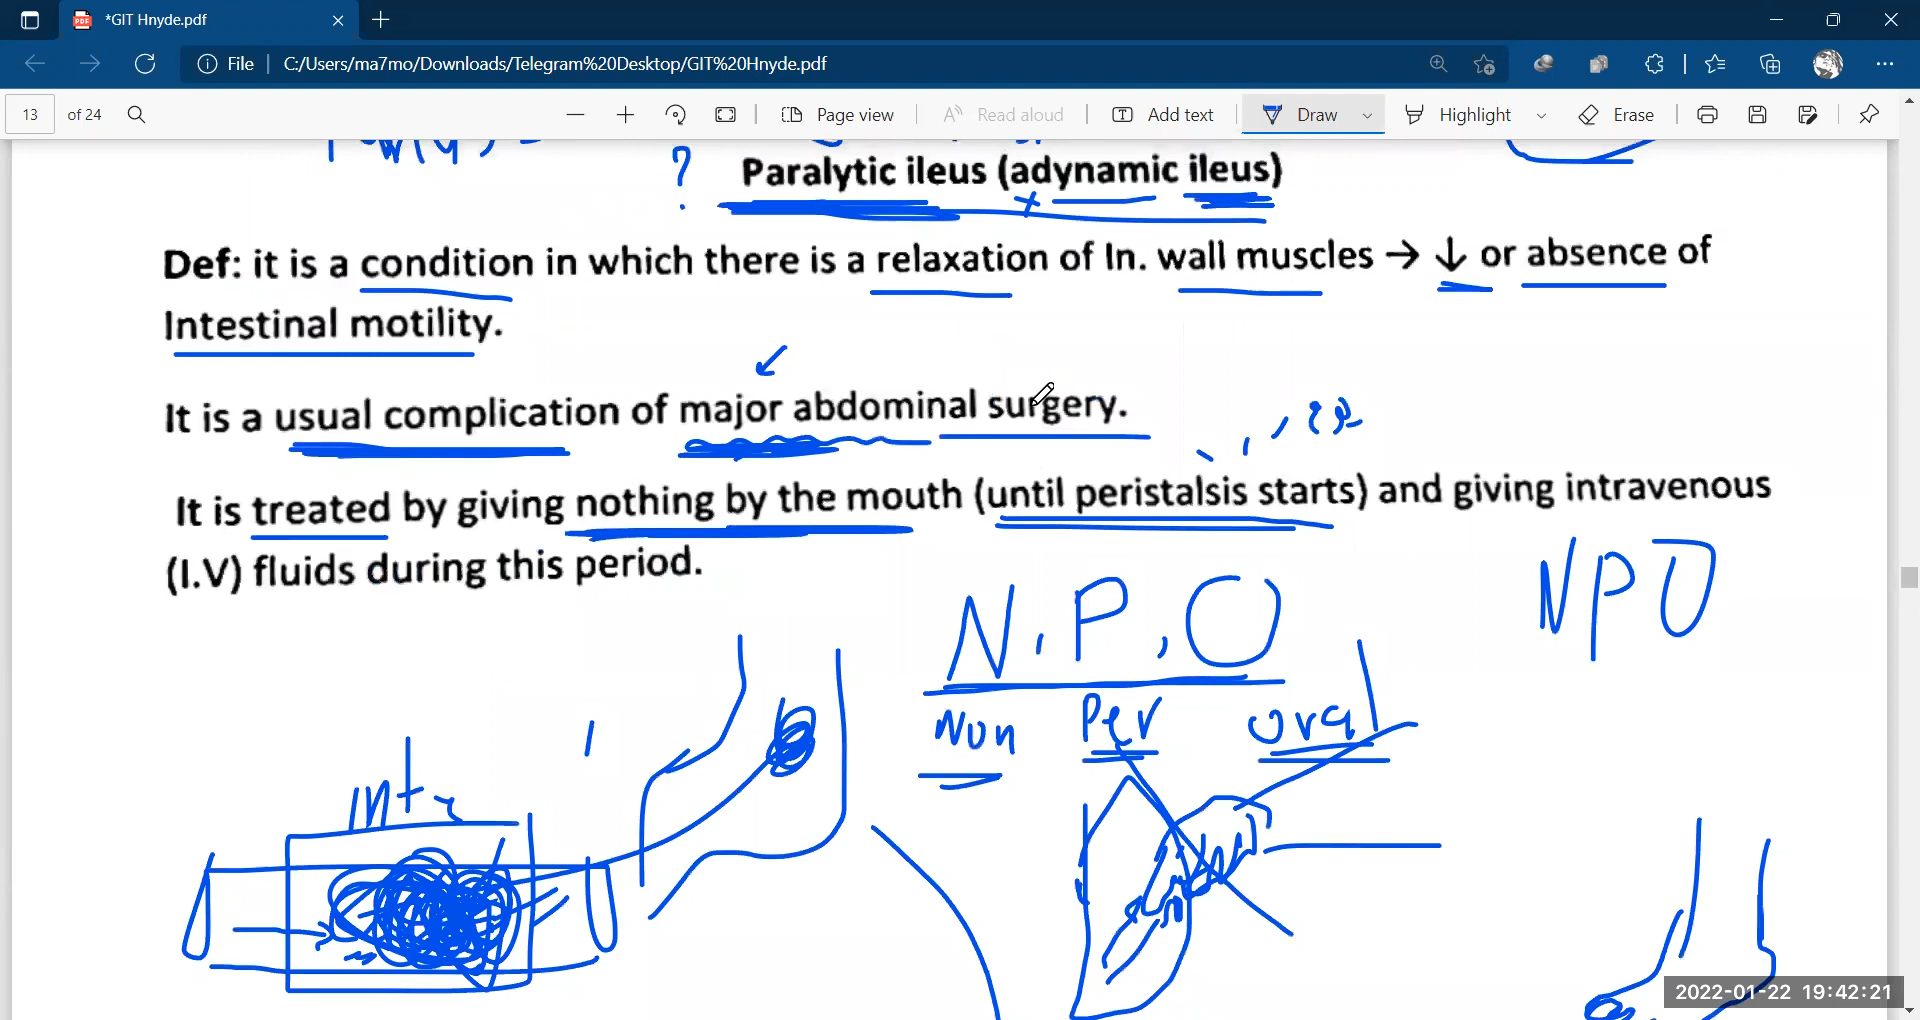 *GIT Hnyde.pdf
File C:/Users/ma7mo/Downloads/Telegram%20Desktop/GIT%20Hnyde.pdf
13 of 24 Page view Read aloud Add text Draw Highlight Erase
? Paralytic ileus (adynamic ileus)
Def: it is a condition in which there is a relaxation of In. wall muscles → ↓ or absence of
Intestinal motility.
It is a usual complication of major abdominal surgery.
It is treated by giving nothing by the mouth (until peristalsis starts) and giving intravenous
(I.V) fluids during this period.
NPO
N.P.O
Non Per Oral
2022-01-22 19:42:21